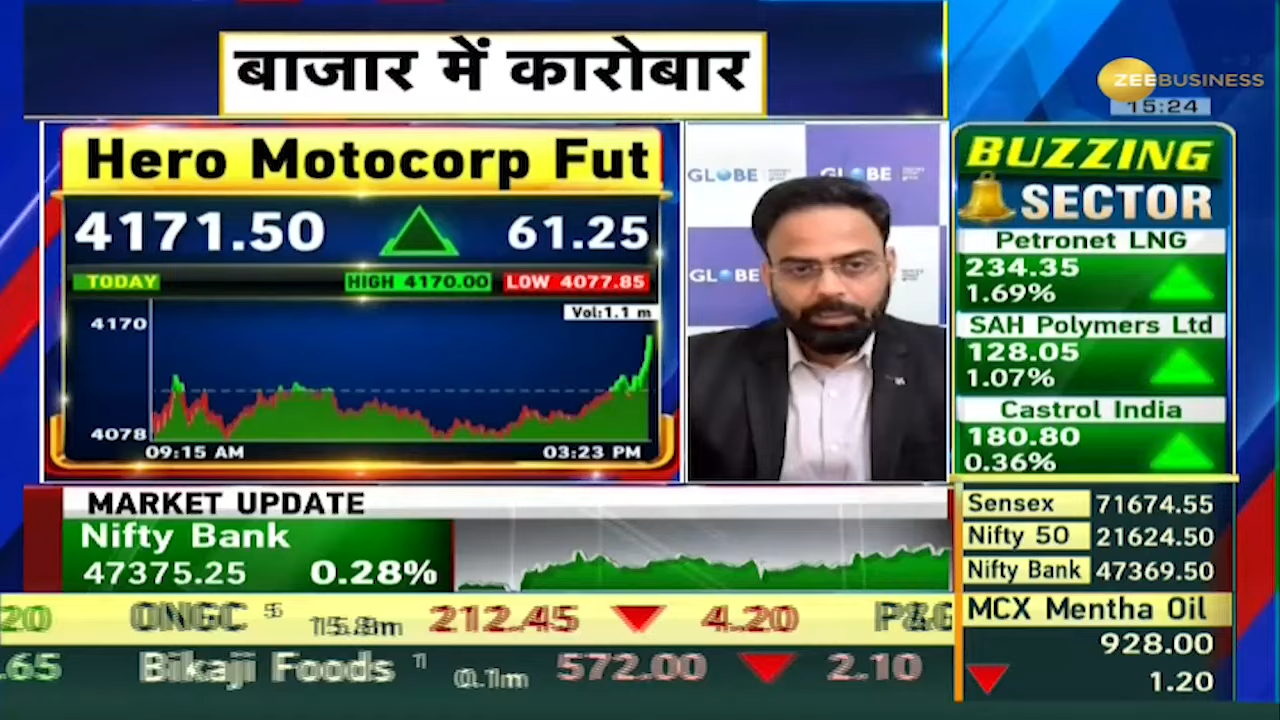 बाजार में कारोबार
ZEEBUSINESS
15:24
Hero Motocorp Fut
4171.50 61.25
TODAY HIGH 4170.00 LOW 4077.85
Vol:1.1 m
4170
4078
09:15 AM 03:23 PM
GLOBE GLOBE
GLOBE
BUZZING
SECTOR
Petronet LNG
234.35
1.69%
SAH Polymers Ltd
128.05
1.07%
Castrol India
180.80
0.36%
MARKET UPDATE
Nifty Bank
47375.25 0.28%
Sensex 71674.55
Nifty 50 21624.50
Nifty Bank 47369.50
MCX Mentha Oil
928.00
1.20
20 ONGC 15.8m 212.45 4.20 P&G
.65 Bikaji Foods 0.1m 572.00 2.10